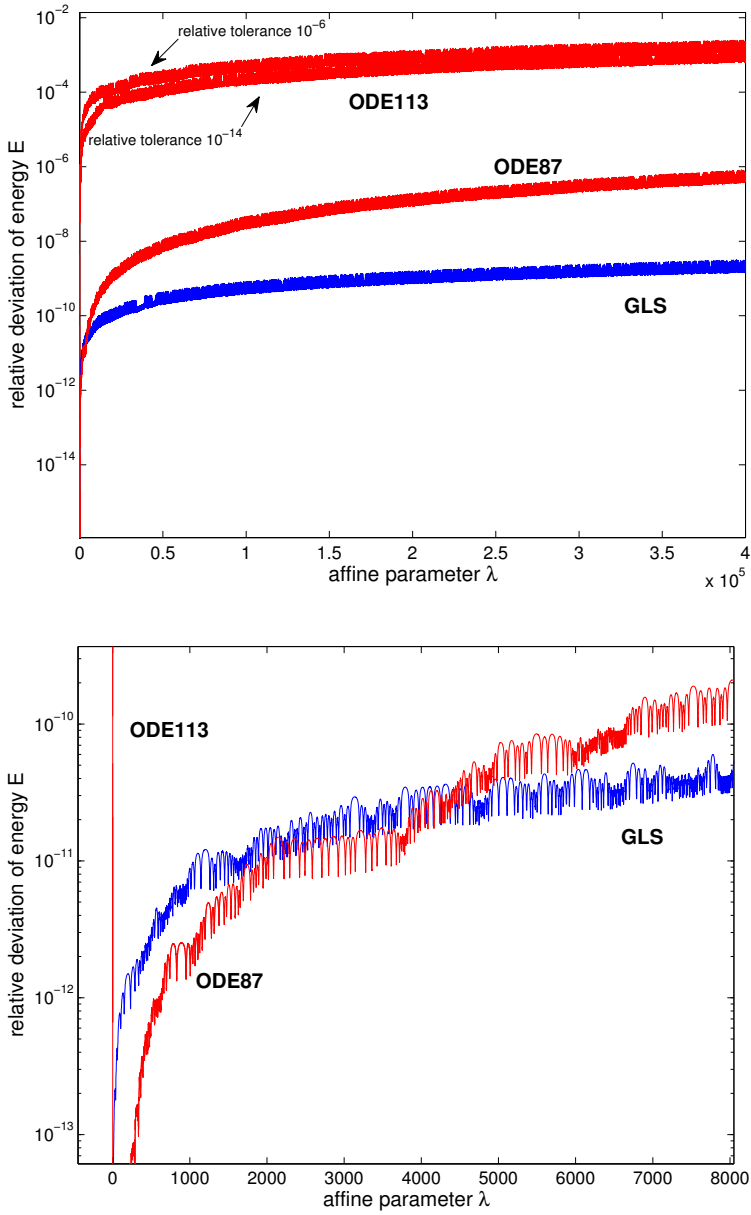 10⁻²
10⁻⁴
10⁻⁶
10⁻⁸
10⁻¹⁰
10⁻¹²
10⁻¹⁴
relative deviation of energy E
relative tolerance 10⁻⁶
ODE113
relative tolerance 10⁻¹⁴
ODE87
GLS
0 0.5 1 1.5 2 2.5 3 3.5 4
x 10⁵
affine parameter λ
10⁻¹⁰
10⁻¹¹
10⁻¹²
10⁻¹³
relative deviation of energy E
ODE113
GLS
ODE87
0 1000 2000 3000 4000 5000 6000 7000 8000
affine parameter λ